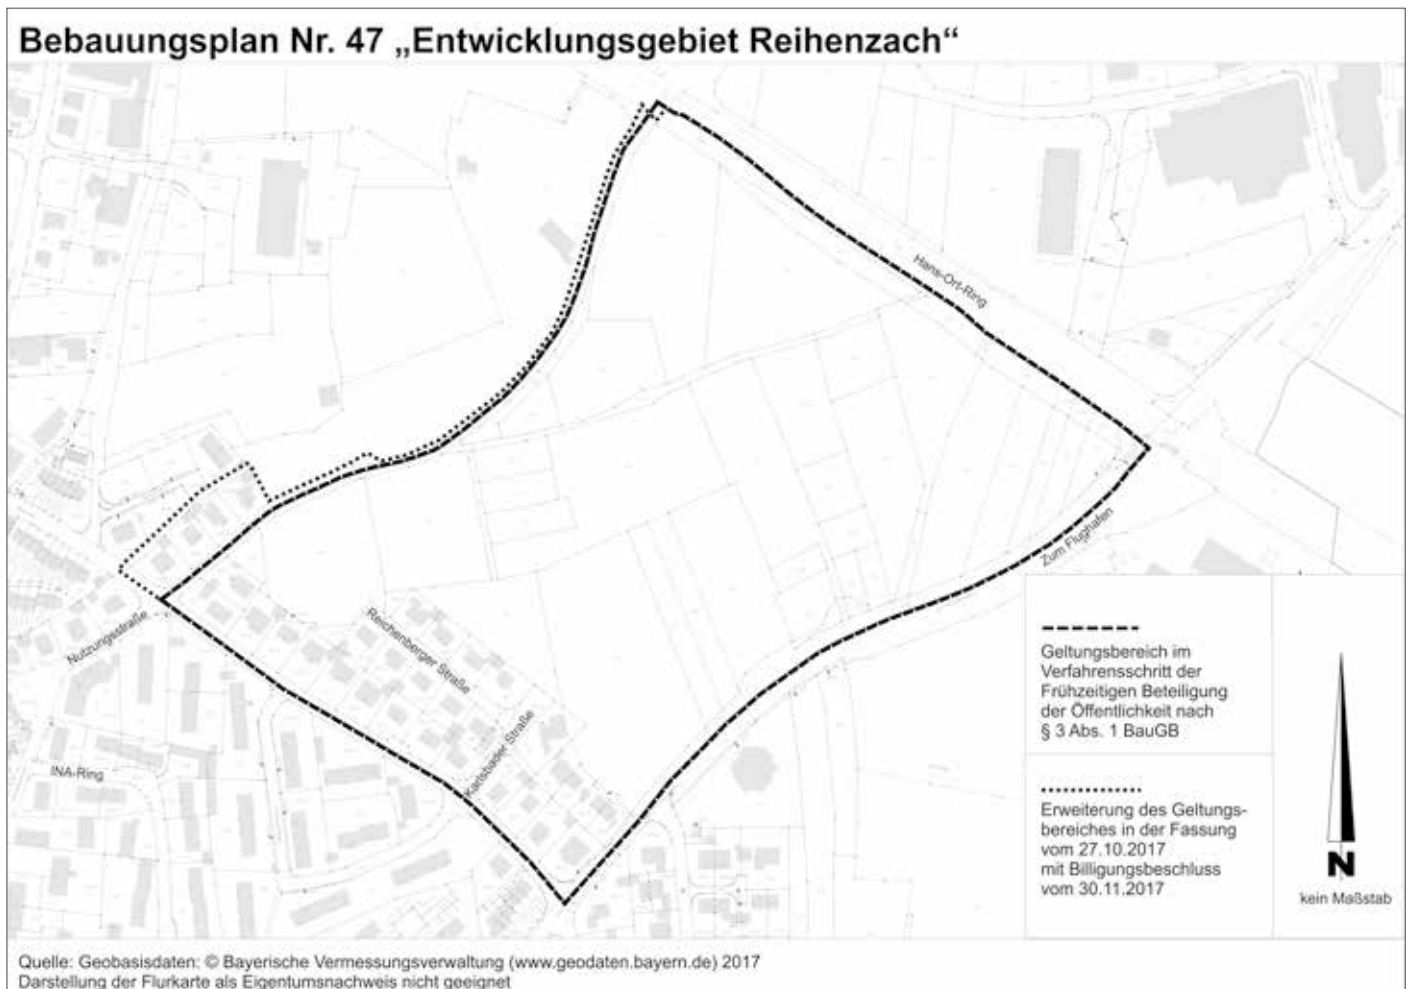 Bebauungsplan Nr. 47 „Entwicklungsgebiet Reihenzach“
Hans-Ort-Ring
Zum Flughafen
Nutzungsstraße
Reichenberger Straße
Karlsbader Straße
INA-Ring
Geltungsbereich im
Verfahrensschritt der
Frühzeitigen Beteiligung
der Öffentlichkeit nach
§ 3 Abs. 1 BauGB
Erweiterung des Geltungs-
bereiches in der Fassung
vom 27.10.2017
mit Billigungsbeschluss
vom 30.11.2017
N
kein Maßstab
Quelle: Geobasisdaten: © Bayerische Vermessungsverwaltung (www.geodaten.bayern.de) 2017
Darstellung der Flurkarte als Eigentumsnachweis nicht geeignet